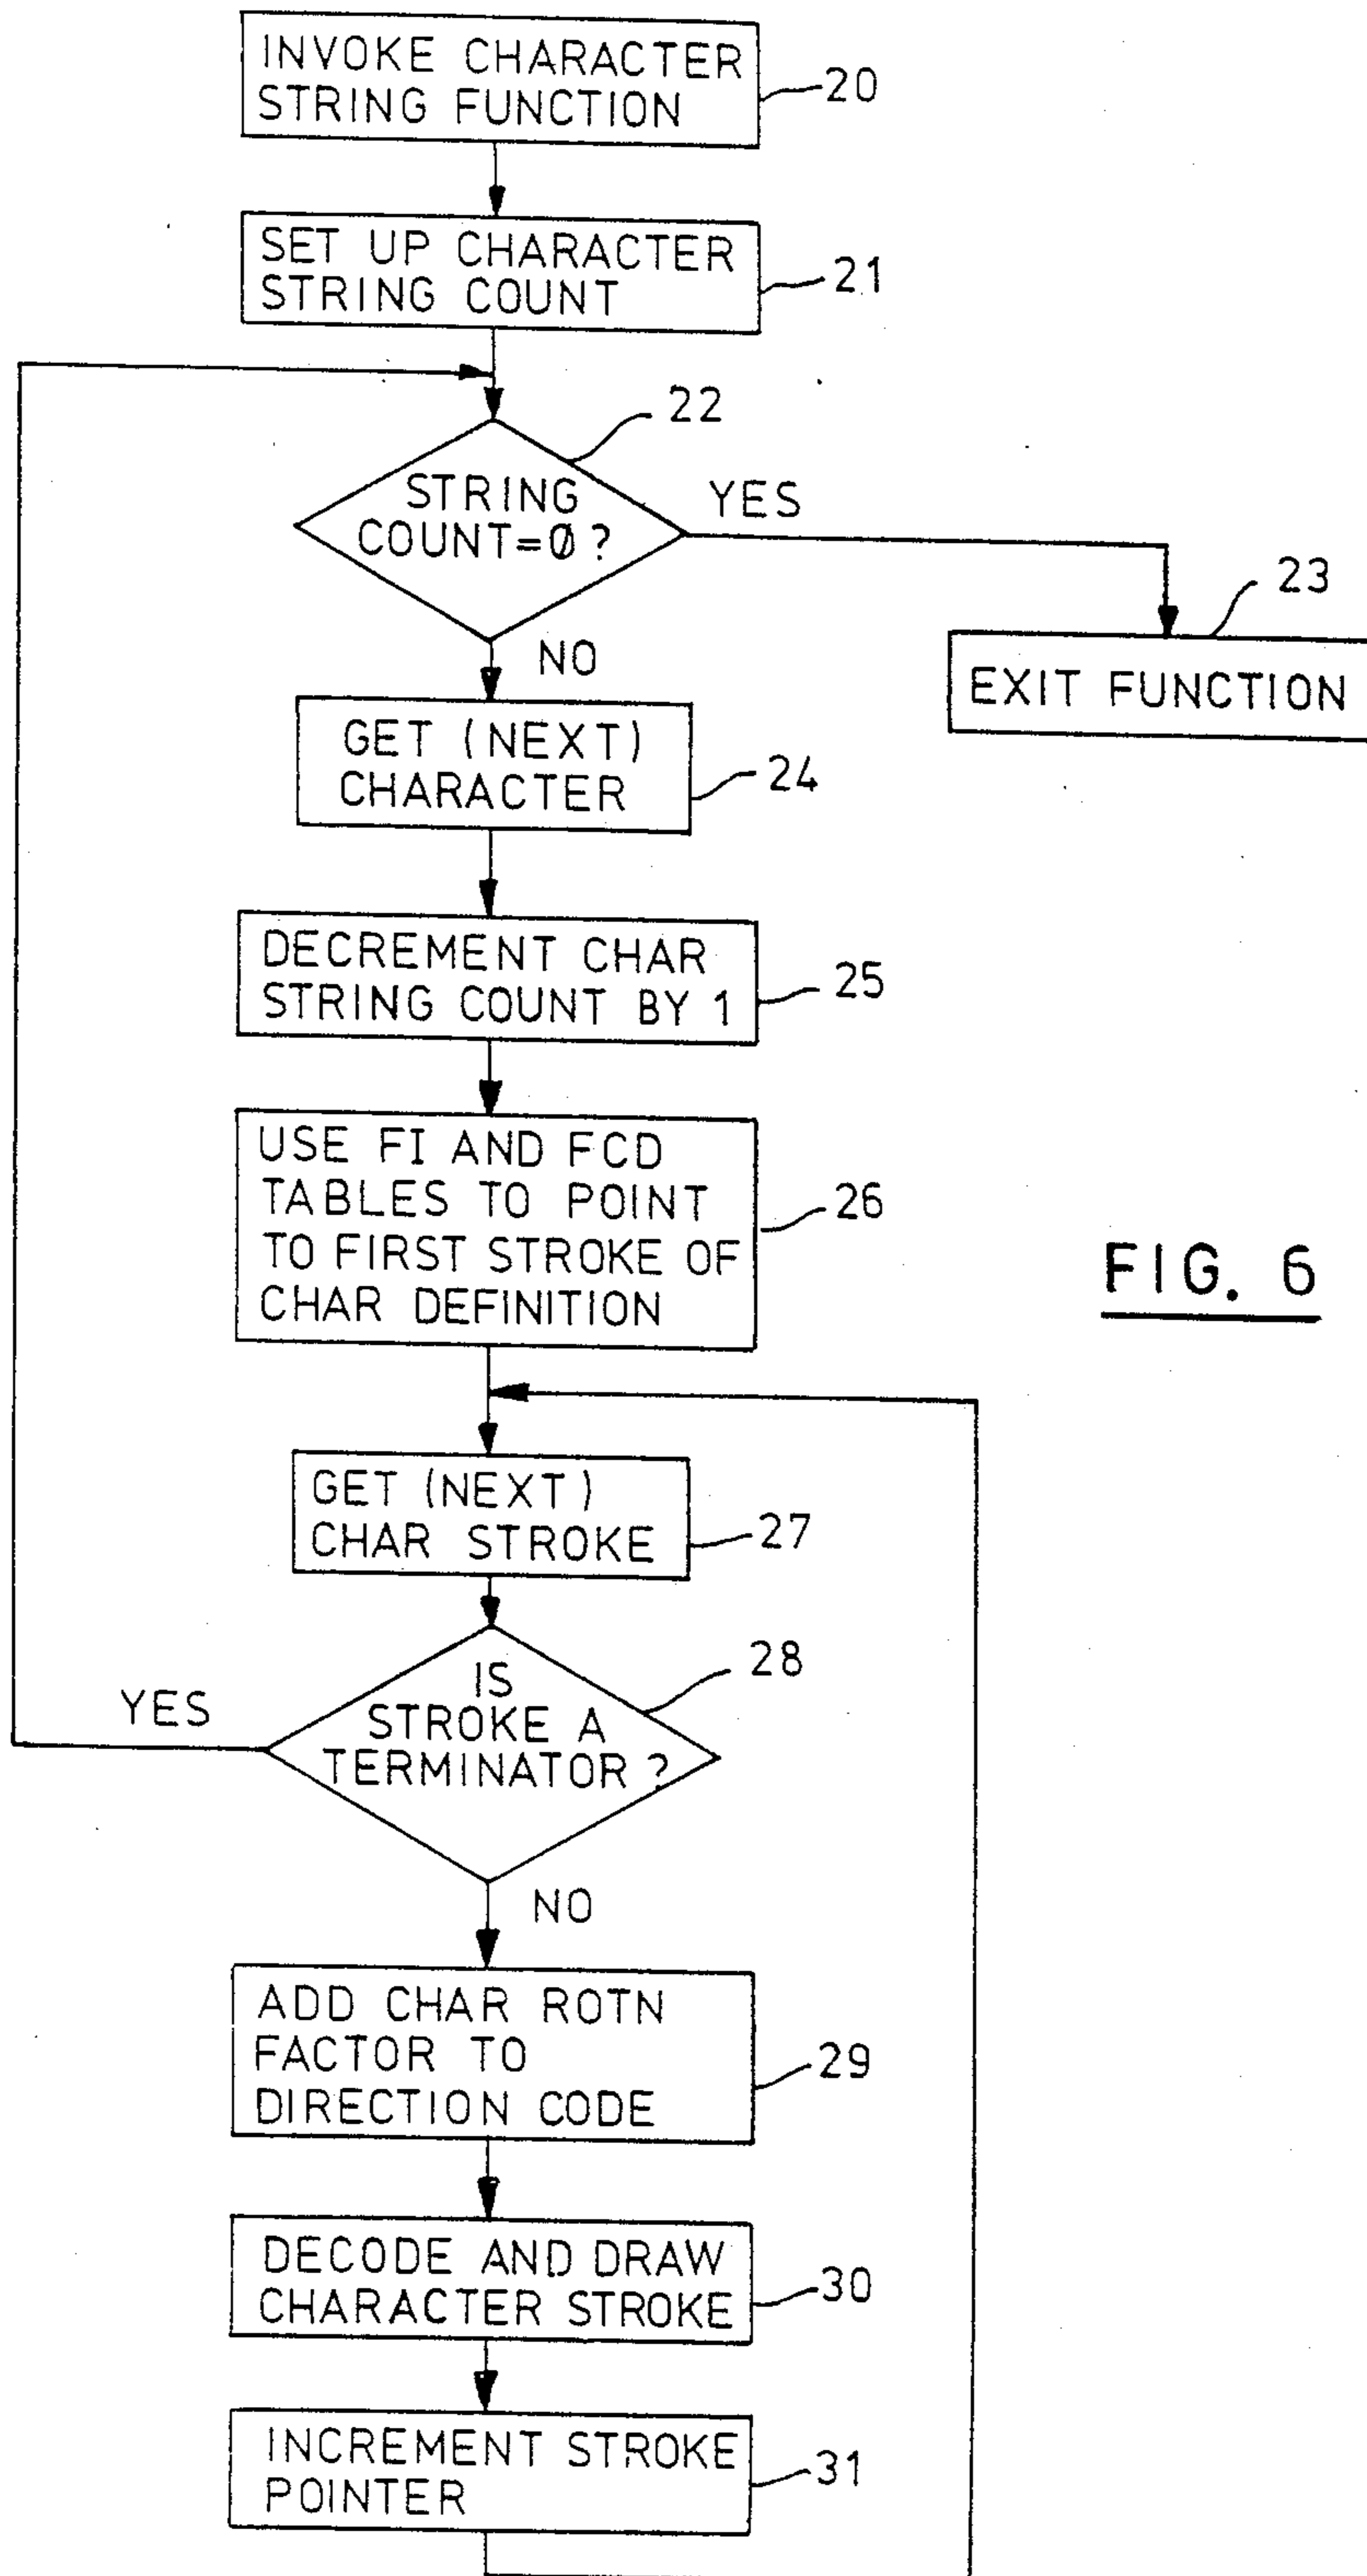 INVOKE CHARACTER
STRING FUNCTION
20
SET UP CHARACTER
STRING COUNT
21
22
STRING
COUNT=Ø?
YES
23
EXIT FUNCTION
NO
GET (NEXT)
CHARACTER
24
DECREMENT CHAR
STRING COUNT BY 1
25
USE FI AND FCD
TABLES TO POINT
TO FIRST STROKE OF
CHAR DEFINITION
26
FIG. 6
GET (NEXT)
CHAR STROKE
27
28
IS
STROKE A
TERMINATOR?
YES
NO
ADD CHAR ROTN
FACTOR TO
DIRECTION CODE
29
DECODE AND DRAW
CHARACTER STROKE
30
INCREMENT STROKE
POINTER
31